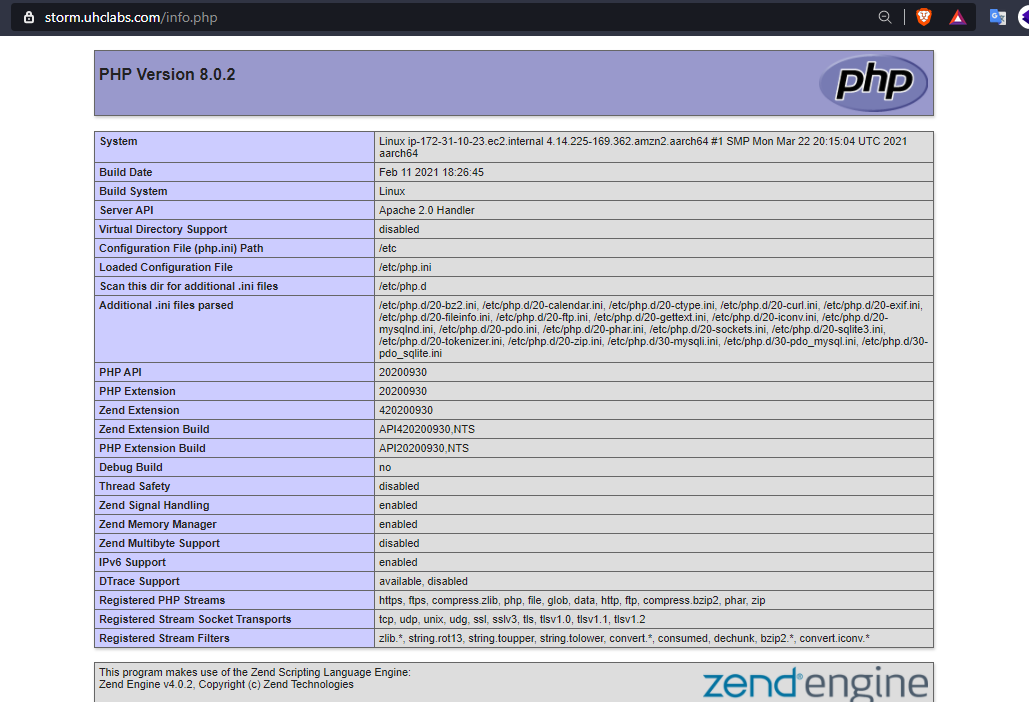 storm.uhclabs.com/info.php
PHP Version 8.0.2
php
System Linux ip-172-31-10-23.ec2.internal 4.14.225-169.362.amzn2.aarch64 #1 SMP Mon Mar 22 20:15:04 UTC 2021
aarch64
Build Date Feb 11 2021 18:26:45
Build System Linux
Server API Apache 2.0 Handler
Virtual Directory Support disabled
Configuration File (php.ini) Path /etc
Loaded Configuration File /etc/php.ini
Scan this dir for additional .ini files /etc/php.d
Additional .ini files parsed /etc/php.d/20-bz2.ini, /etc/php.d/20-calendar.ini, /etc/php.d/20-ctype.ini, /etc/php.d/20-curl.ini, /etc/php.d/20-exif.ini,
/etc/php.d/20-fileinfo.ini, /etc/php.d/20-ftp.ini, /etc/php.d/20-gettext.ini, /etc/php.d/20-iconv.ini, /etc/php.d/20-
mysqlnd.ini, /etc/php.d/20-pdo.ini, /etc/php.d/20-phar.ini, /etc/php.d/20-sockets.ini, /etc/php.d/20-sqlite3.ini,
/etc/php.d/20-tokenizer.ini, /etc/php.d/20-zip.ini, /etc/php.d/30-mysqli.ini, /etc/php.d/30-pdo_mysql.ini, /etc/php.d/30-
pdo_sqlite.ini
PHP API 20200930
PHP Extension 20200930
Zend Extension 420200930
Zend Extension Build API420200930,NTS
PHP Extension Build API20200930,NTS
Debug Build no
Thread Safety disabled
Zend Signal Handling enabled
Zend Memory Manager enabled
Zend Multibyte Support disabled
IPv6 Support enabled
DTrace Support available, disabled
Registered PHP Streams https, ftps, compress.zlib, php, file, glob, data, http, ftp, compress.bzip2, phar, zip
Registered Stream Socket Transports tcp, udp, unix, udg, ssl, sslv3, tls, tlsv1.0, tlsv1.1, tlsv1.2
Registered Stream Filters zlib.*, string.rot13, string.toupper, string.tolower, convert.*, consumed, dechunk, bzip2.*, convert.iconv.*
This program makes use of the Zend Scripting Language Engine:
Zend Engine v4.0.2, Copyright (c) Zend Technologies
zend engine